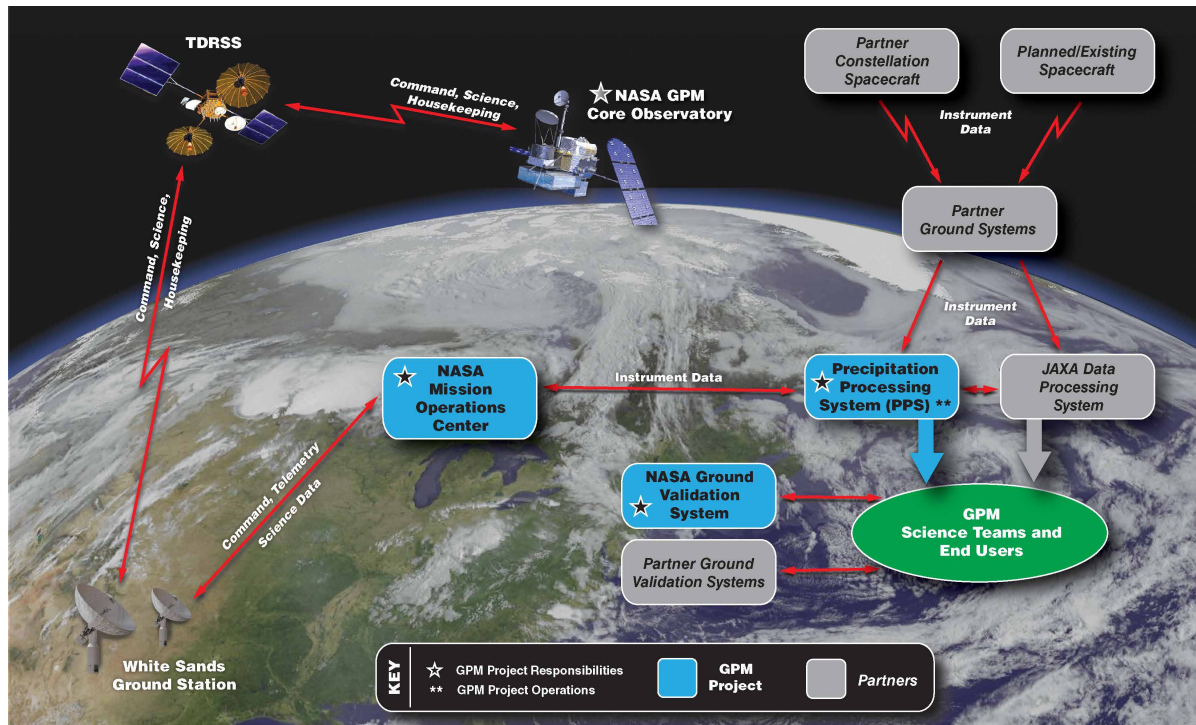 TDRSS
Command, Science,
Housekeeping
NASA GPM
Core Observatory
Partner
Constellation
Spacecraft
Planned/Existing
Spacecraft
Instrument
Data
Partner
Ground Systems
Command, Science,
Housekeeping
Instrument
Data
NASA
Mission
Operations
Center
Instrument Data
Precipitation
Processing
System (PPS) **
JAXA Data
Processing
System
Command, Telemetry
Science Data
NASA Ground
Validation
System
GPM
Science Teams and
End Users
Partner Ground
Validation Systems
White Sands
Ground Station
KEY
GPM Project Responsibilities
** GPM Project Operations
GPM
Project
Partners